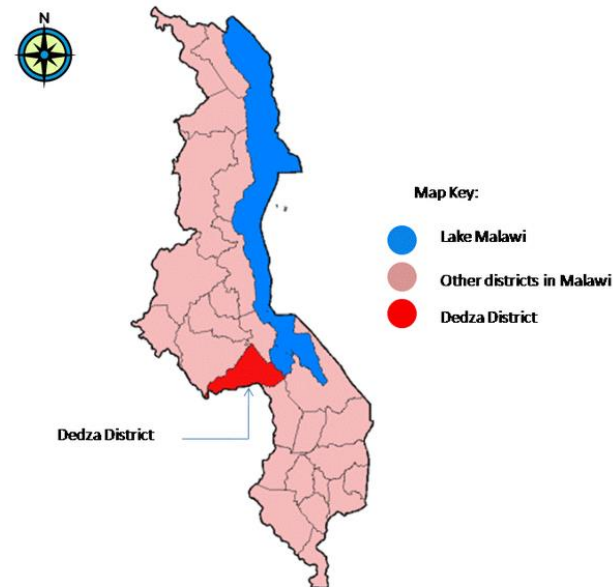 N
Map Key:
Lake Malawi
Other districts in Malawi
Dedza District
Dedza District